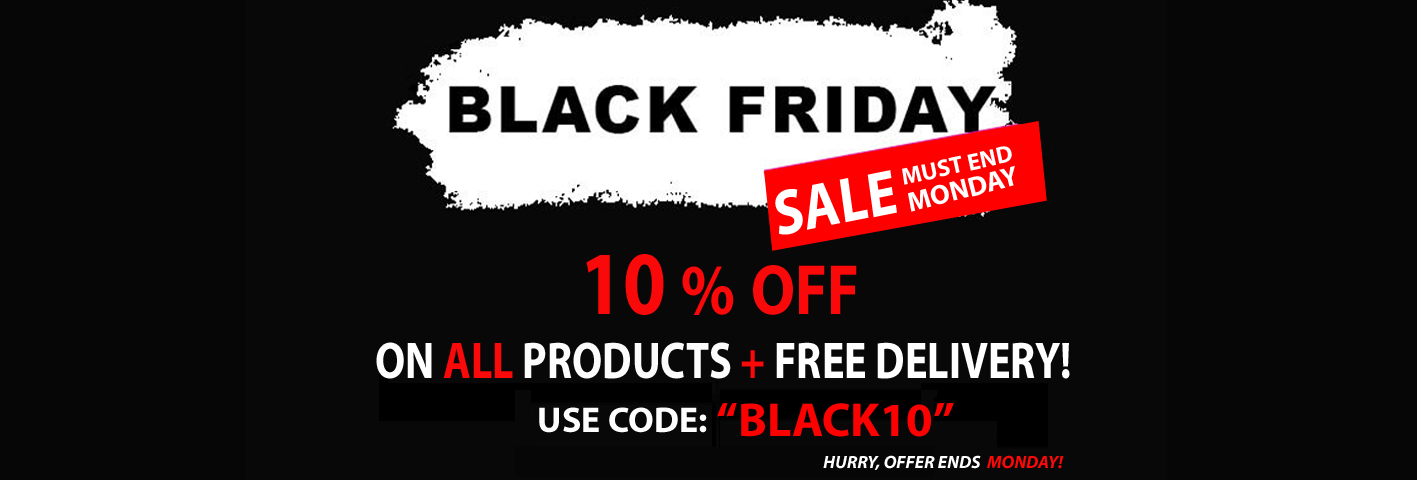 BLACK FRIDAY
SALE MUST END
MONDAY
10 % OFF
ON ALL PRODUCTS + FREE DELIVERY!
USE CODE: “BLACK10”
HURRY, OFFER ENDS MONDAY!